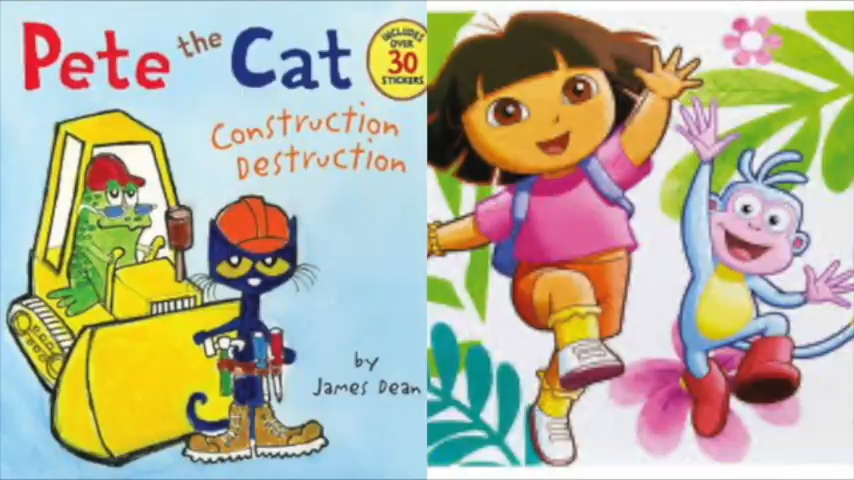 Pete the Cat
INCLUDES
OVER
30
STICKERS
Construction
Destruction
by
James Dean